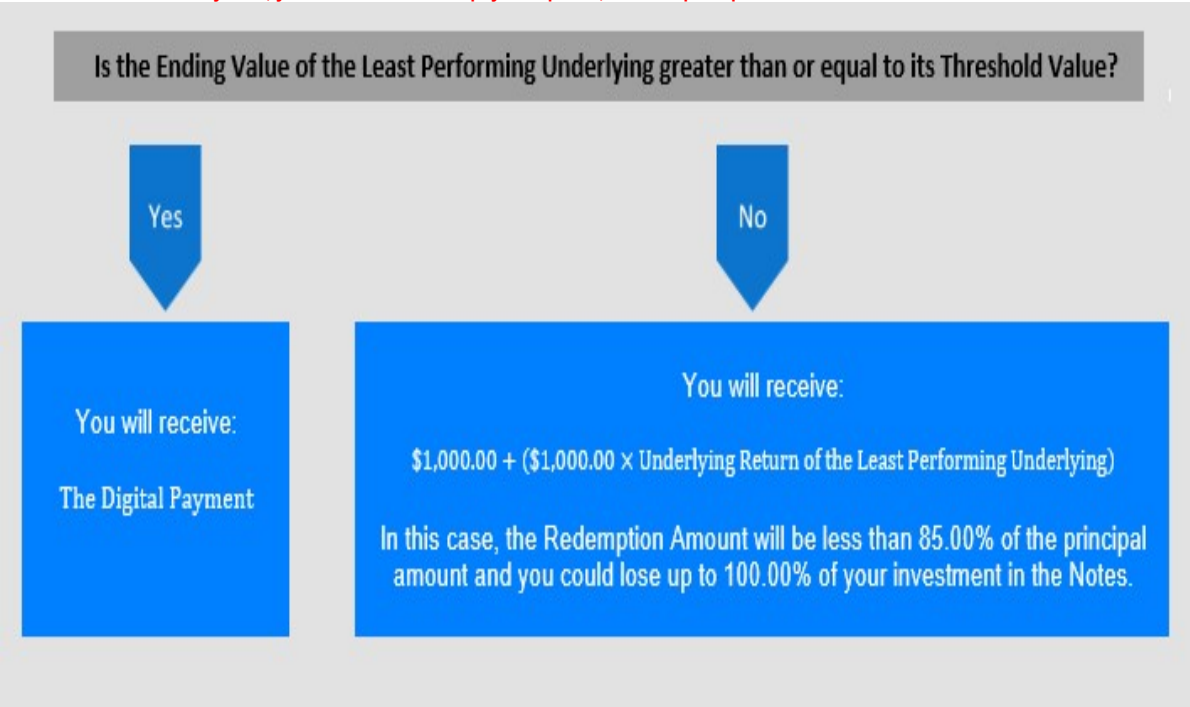 Is the Ending Value of the Least Performing Underlying greater than or equal to its Threshold Value?
Yes
No
You will receive:
The Digital Payment
You will receive:
$1,000.00 + ($1,000.00 × Underlying Return of the Least Performing Underlying)
In this case, the Redemption Amount will be less than 85.00% of the principal
amount and you could lose up to 100.00% of your investment in the Notes.